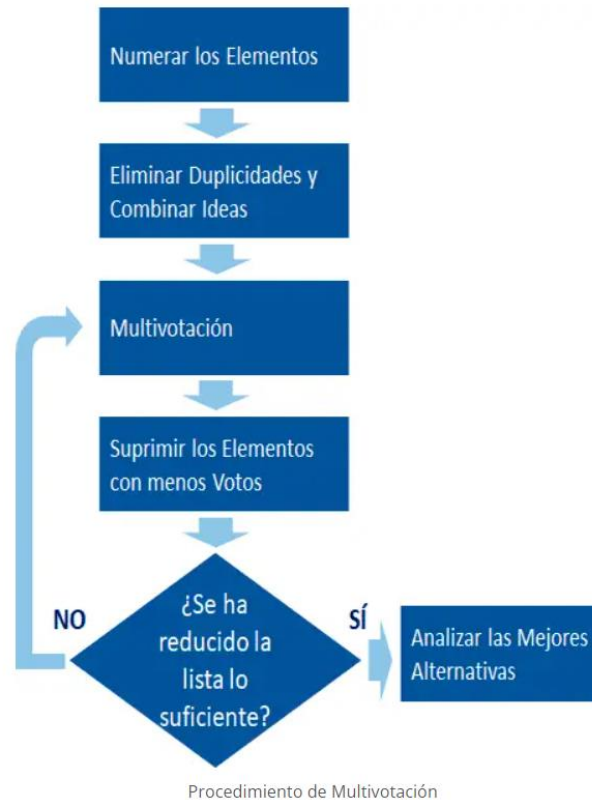 Numerar los Elementos
Eliminar Duplicidades y
Combinar Ideas
Multivotación
Suprimir los Elementos
con menos Votos
¿Se ha
reducido la
lista lo
suficiente?
NO
SÍ
Analizar las Mejores
Alternativas
Procedimiento de Multivotación